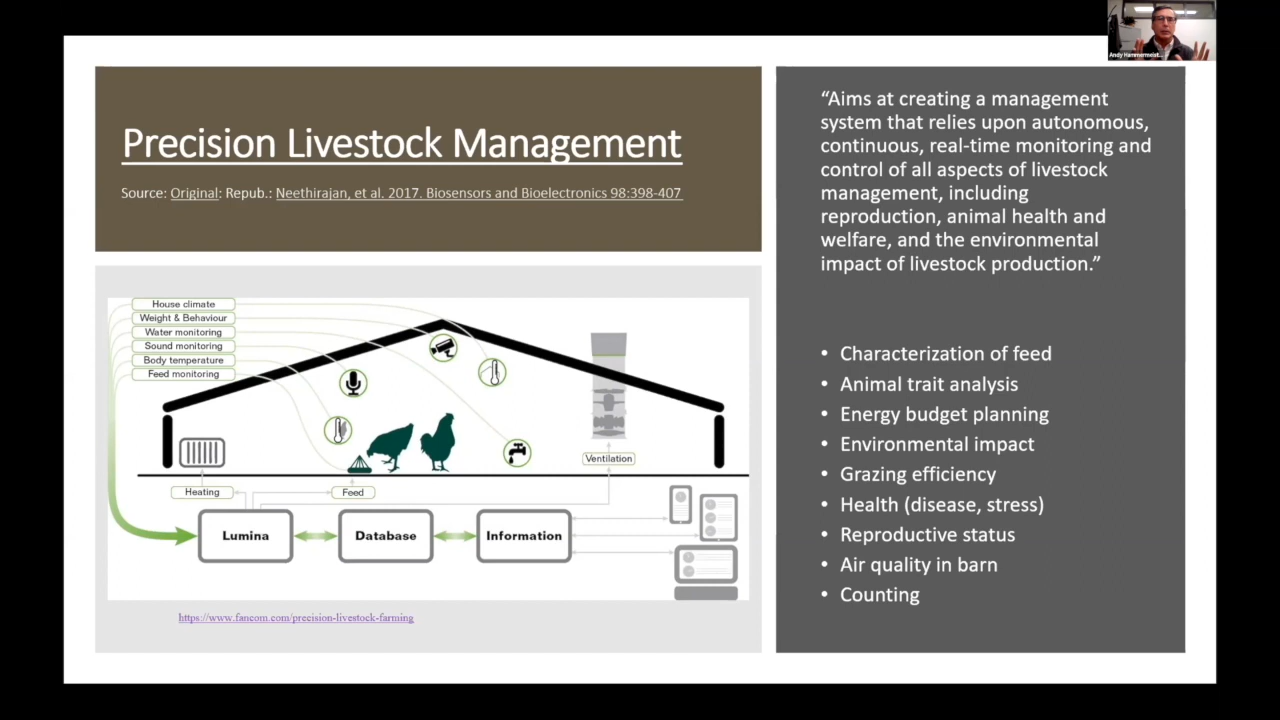 Andy Hammermeist...
Precision Livestock Management
Source: Original: Repub.: Neethirajan, et al. 2017. Biosensors and Bioelectronics 98:398-407
House climate
Weight & Behaviour
Water monitoring
Sound monitoring
Body temperature
Feed monitoring
Ventilation
Heating
Feed
Lumina
Database
Information
https://www.fancom.com/precision-livestock-farming
“Aims at creating a management
system that relies upon autonomous,
continuous, real-time monitoring and
control of all aspects of livestock
management, including
reproduction, animal health and
welfare, and the environmental
impact of livestock production.”
• Characterization of feed
• Animal trait analysis
• Energy budget planning
• Environmental impact
• Grazing efficiency
• Health (disease, stress)
• Reproductive status
• Air quality in barn
• Counting